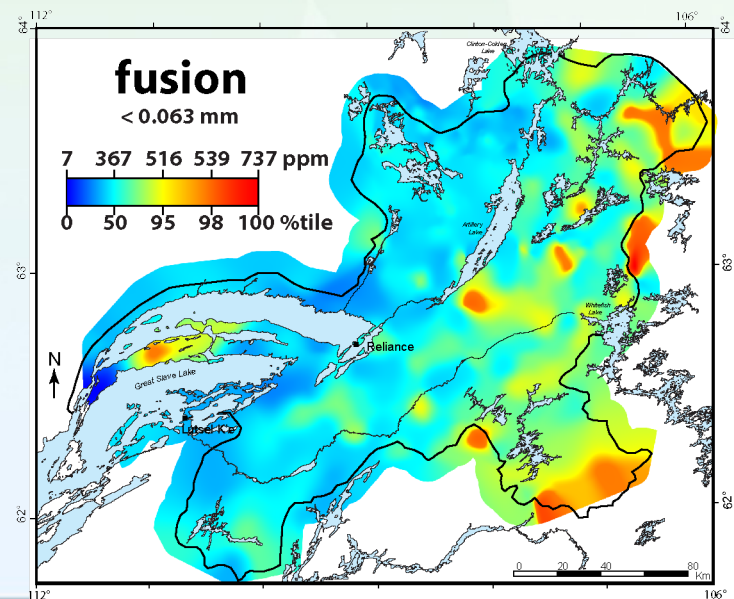 112°
106°
64°
64°
Clinton-Colden
Lake
fusion
< 0.063 mm
7 367 516 539 737 ppm
0 50 95 98 100 %tile
Artillery
Lake
63°
63°
Whitefish
Lake
Reliance
N
Great Slave Lake
Lutsel K'e
62°
62°
0 20 40 80
Km
112°
106°